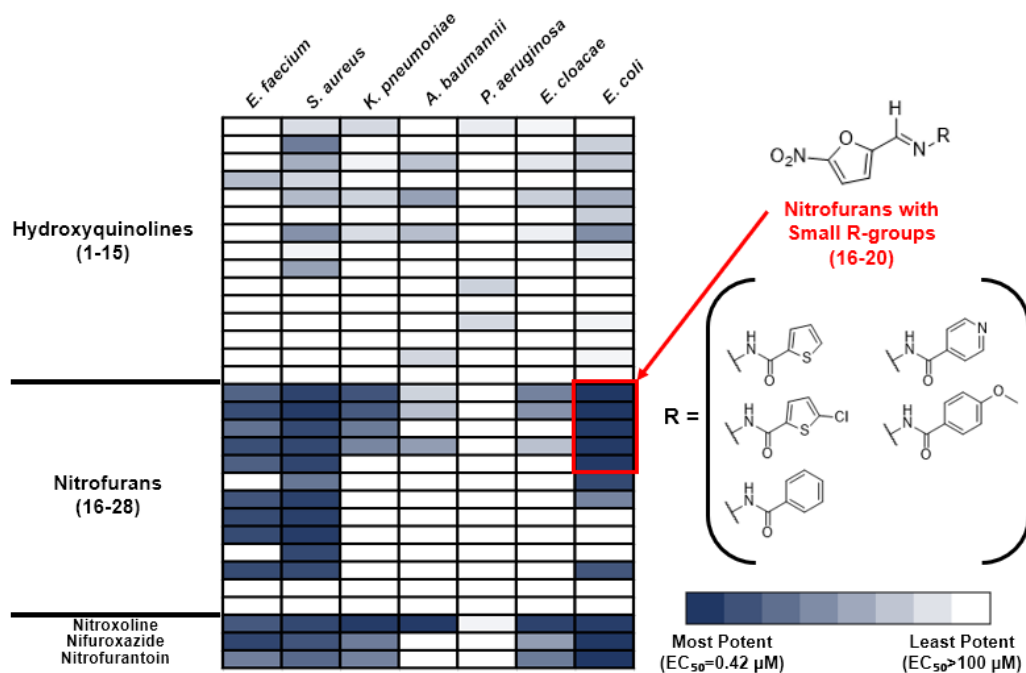 E. faecium
S. aureus
K. pneumoniae
A. baumannii
P. aeruginosa
E. cloacae
E. coli
Hydroxyquinolines
(1-15)
Nitrofurans
(16-28)
Nitroxoline
Nifuroxazide
Nitrofurantoin
H
O
O₂N
N
R
Nitrofurans with
Small R-groups
(16-20)
R =
H
N
O
S
H
N
O
N
H
N
O
S
Cl
H
N
O
O
H
N
O
Most Potent
(EC₅₀=0.42 µM)
Least Potent
(EC₅₀>100 µM)